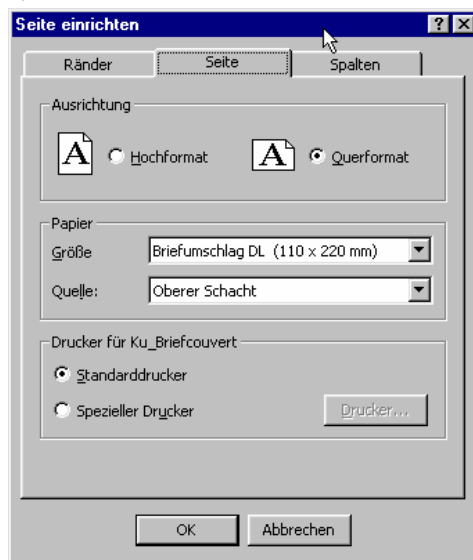 Seite einrichten
Ränder Seite Spalten
Ausrichtung
A Hochformat A Querformat
Papier
Größe Briefumschlag DL (110 x 220 mm)
Quelle: Oberer Schacht
Drucker für Ku_Briefcouvert
Standarddrucker
Spezieller Drucker Drucker...
OK Abbrechen